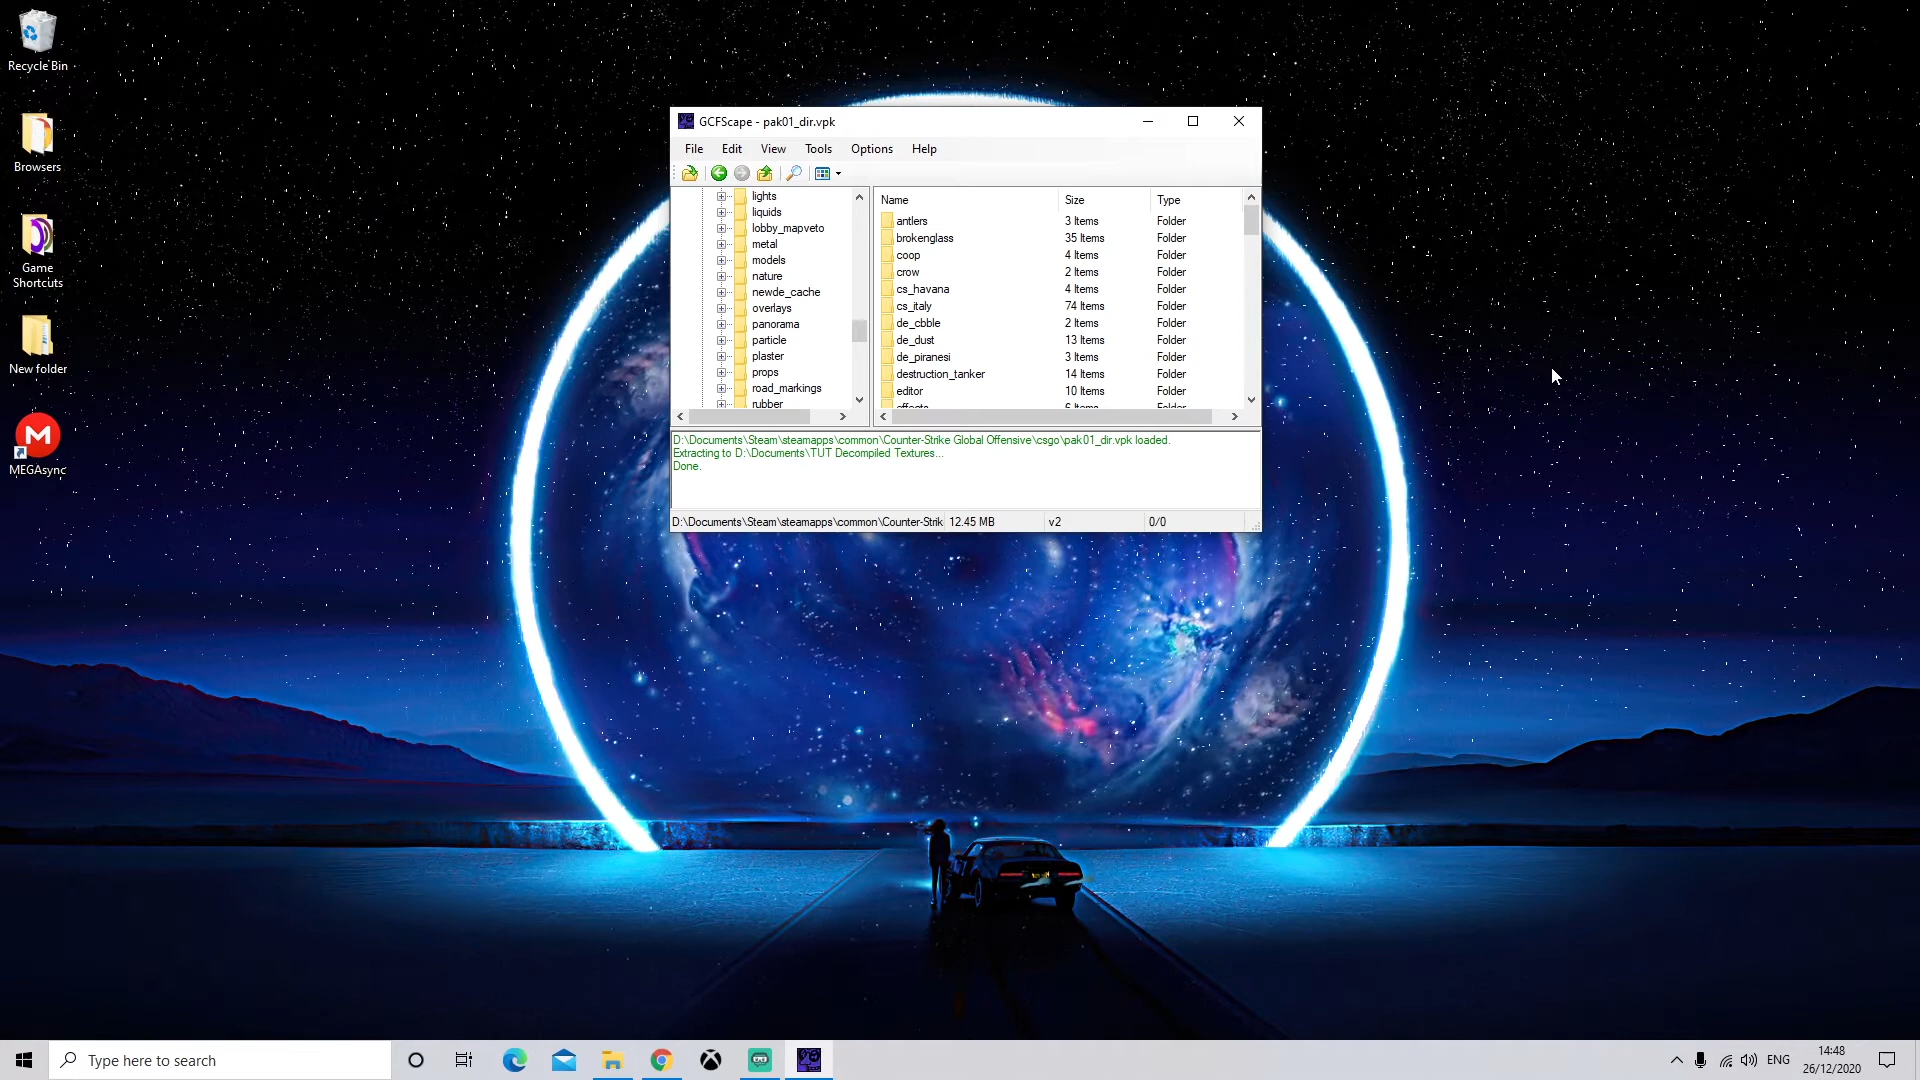 Recycle Bin
Browsers
Game
Shortcuts
New folder
MEGAsync
GCFScape - pak01_dir.vpk
File Edit View Tools Options Help
lights
liquids
lobby_mapveto
metal
models
nature
newde_cache
overlays
panorama
particle
plaster
props
road_markings
rubber
Name Size Type
antlers 3 Items Folder
brokenglass 35 Items Folder
coop 4 Items Folder
crow 2 Items Folder
cs_havana 4 Items Folder
cs_italy 74 Items Folder
de_cbble 2 Items Folder
de_dust 13 Items Folder
de_piranesi 3 Items Folder
destruction_tanker 14 Items Folder
editor 10 Items Folder
effects 6 Items Folder
D:\Documents\Steam\steamapps\common\Counter-Strike Global Offensive\csgo\pak01_dir.vpk loaded.
Extracting to D:\Documents\TUT Decompiled Textures...
Done.
D:\Documents\Steam\steamapps\common\Counter-Strik 12.45 MB v2 0/0
Type here to search
ENG
14:48
26/12/2020